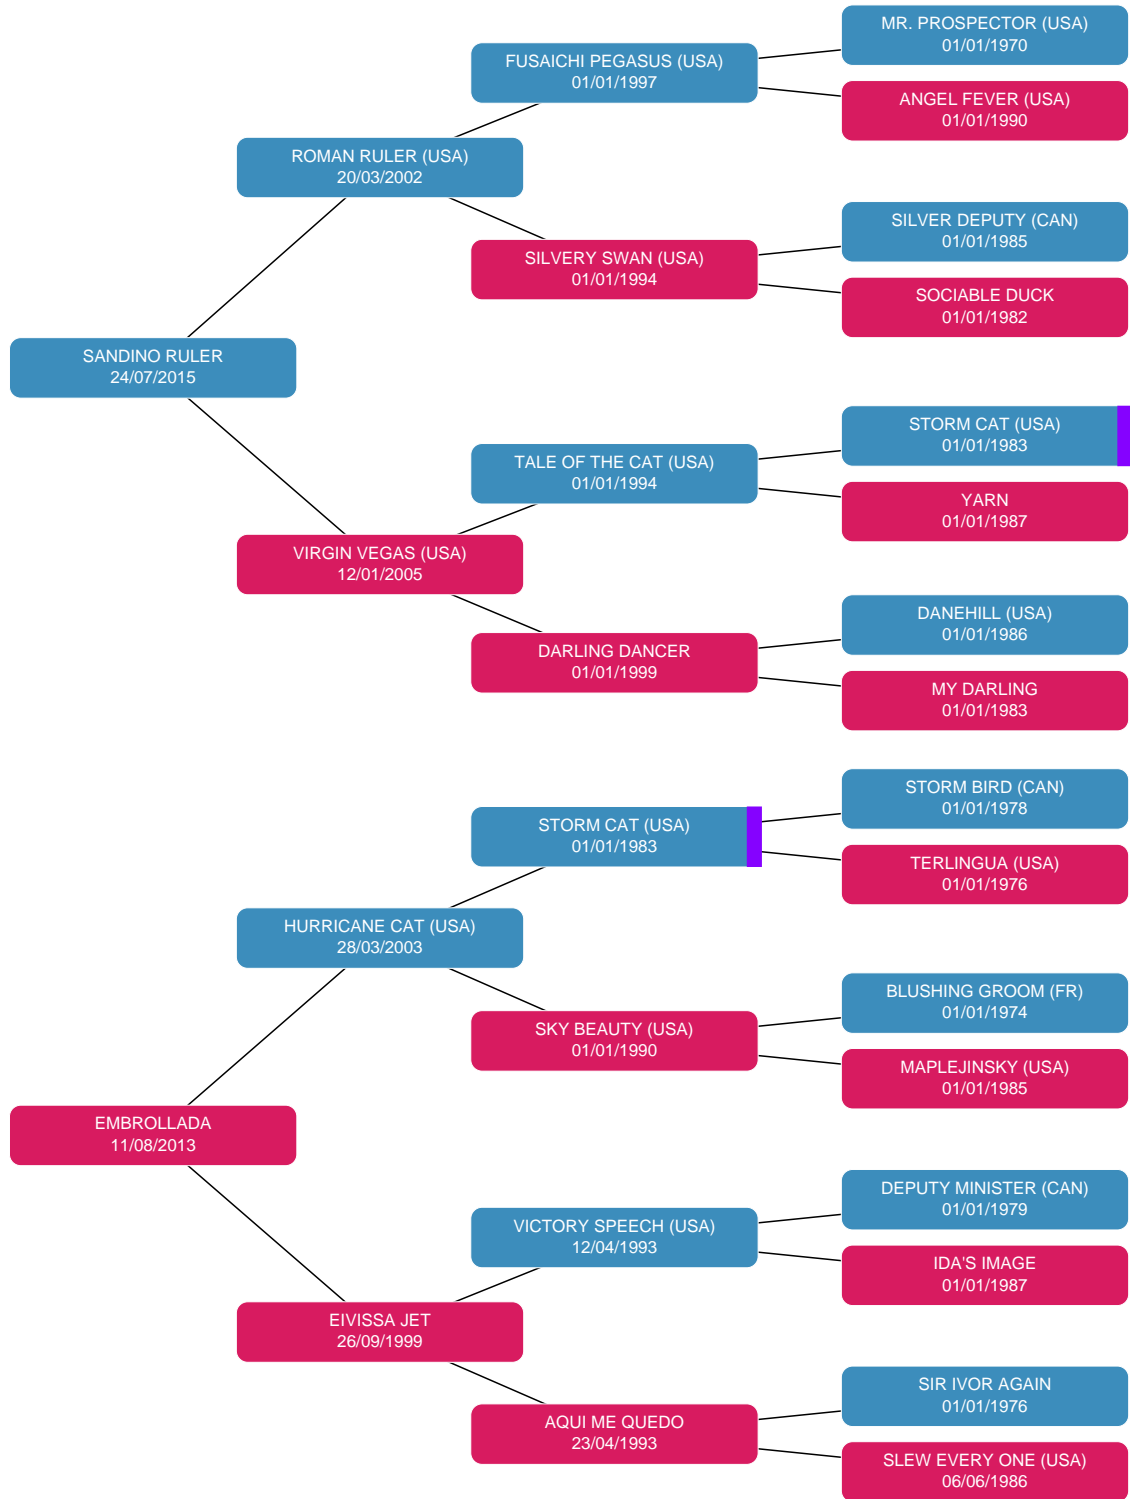 MR. PROSPECTOR (USA)
01/01/1970
FUSAICHI PEGASUS (USA)
01/01/1997
ANGEL FEVER (USA)
01/01/1990
ROMAN RULER (USA)
20/03/2002
SILVER DEPUTY (CAN)
01/01/1985
SILVERY SWAN (USA)
01/01/1994
SOCIABLE DUCK
01/01/1982
SANDINO RULER
24/07/2015
STORM CAT (USA)
01/01/1983
TALE OF THE CAT (USA)
01/01/1994
YARN
01/01/1987
VIRGIN VEGAS (USA)
12/01/2005
DANEHILL (USA)
01/01/1986
DARLING DANCER
01/01/1999
MY DARLING
01/01/1983
STORM BIRD (CAN)
01/01/1978
STORM CAT (USA)
01/01/1983
TERLINGUA (USA)
01/01/1976
HURRICANE CAT (USA)
28/03/2003
BLUSHING GROOM (FR)
01/01/1974
SKY BEAUTY (USA)
01/01/1990
MAPLEJINSKY (USA)
01/01/1985
EMBROLLADA
11/08/2013
DEPUTY MINISTER (CAN)
01/01/1979
VICTORY SPEECH (USA)
12/04/1993
IDA'S IMAGE
01/01/1987
EIVISSA JET
26/09/1999
SIR IVOR AGAIN
01/01/1976
AQUI ME QUEDO
23/04/1993
SLEW EVERY ONE (USA)
06/06/1986